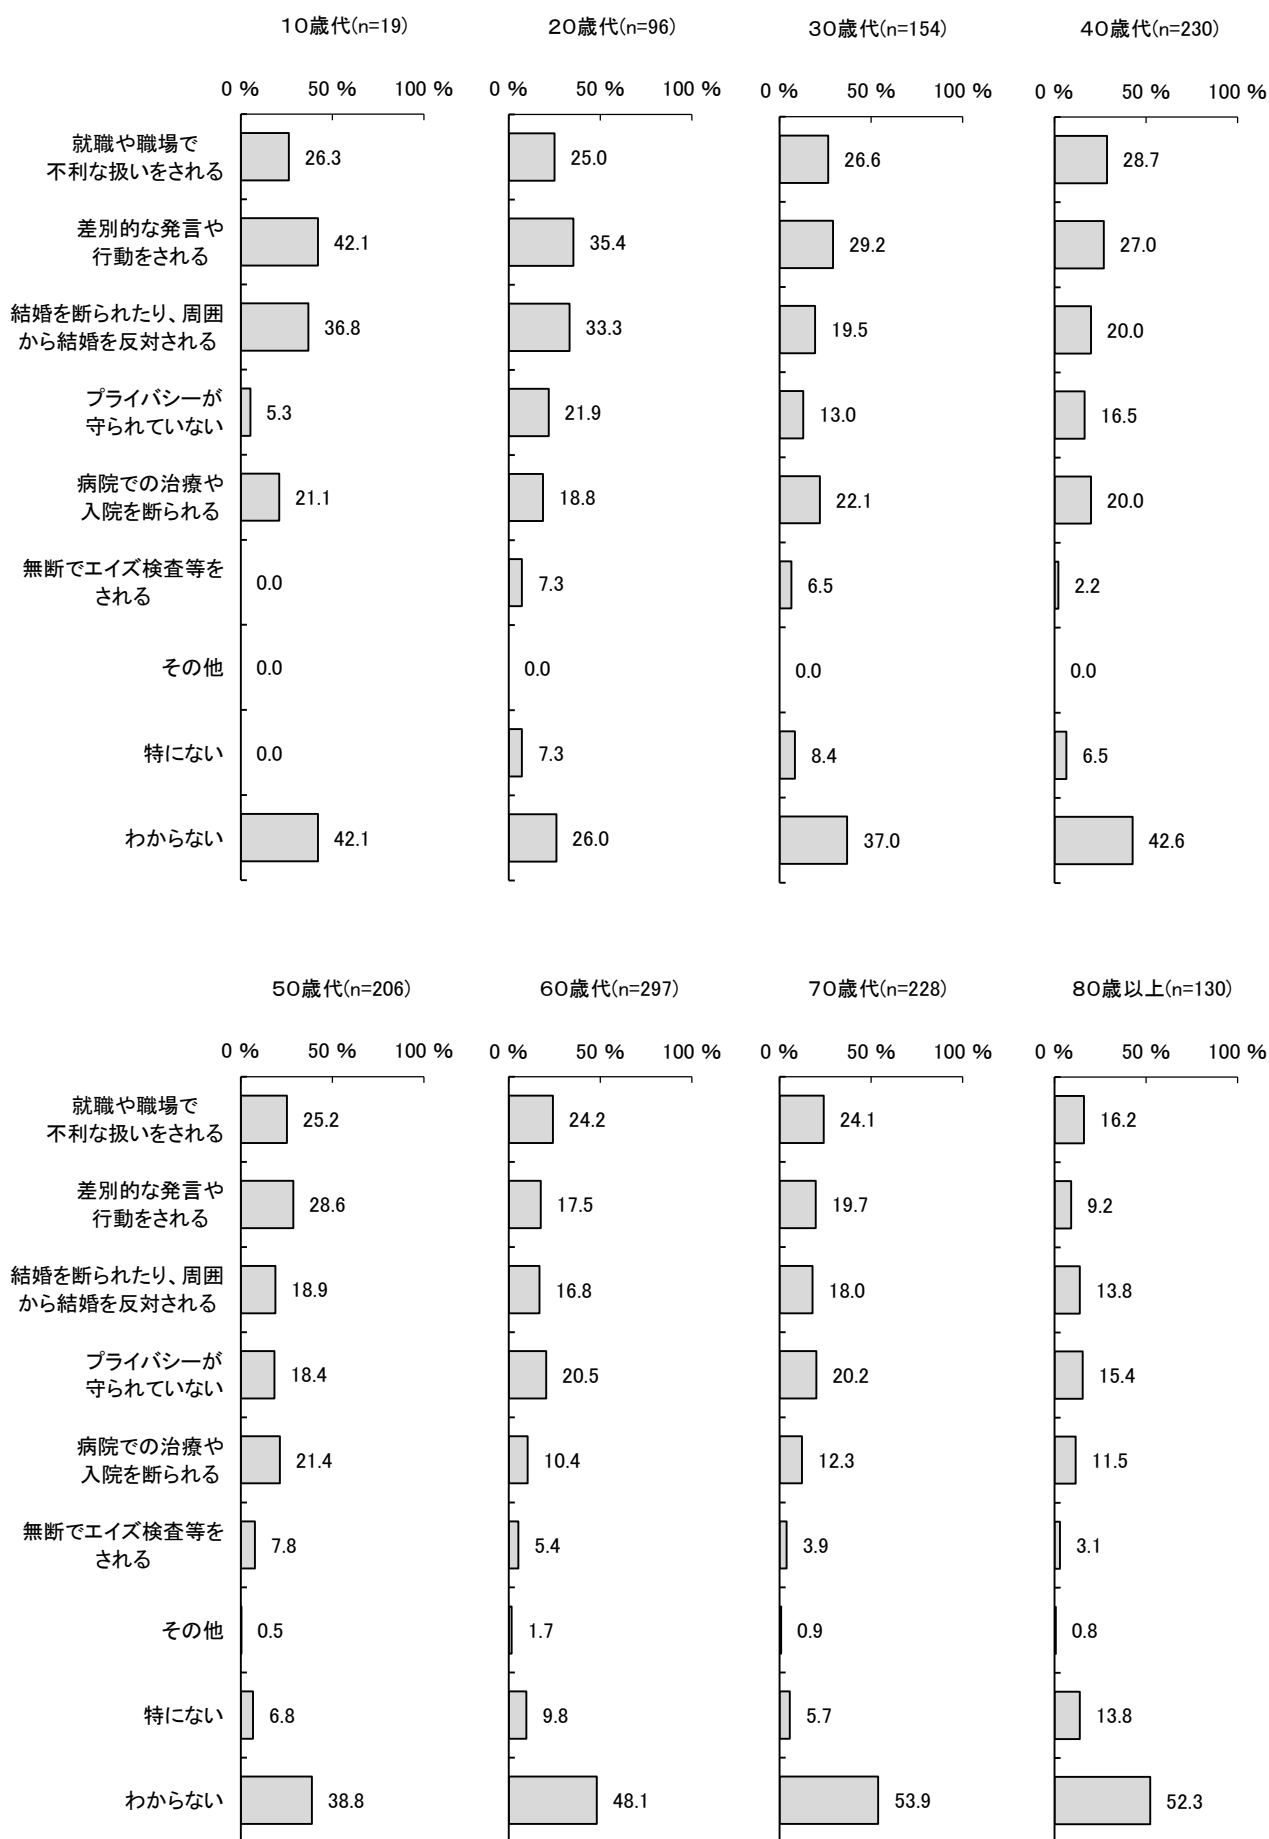 10歳代(n=19) 20歳代(n=96) 30歳代(n=154) 40歳代(n=230)
0 % 50 % 100 % 0 % 50 % 100 % 0 % 50 % 100 % 0 % 50 % 100 %
就職や職場で
不利な扱いをされる 26.3 25.0 26.6 28.7
差別的な発言や
行動をされる 42.1 35.4 29.2 27.0
結婚を断られたり、周囲
から結婚を反対される 36.8 33.3 19.5 20.0
プライバシーが
守られていない 5.3 21.9 13.0 16.5
病院での治療や
入院を断られる 21.1 18.8 22.1 20.0
無断でエイズ検査等を
される 0.0 7.3 6.5 2.2
その他 0.0 0.0 0.0 0.0
特にない 0.0 7.3 8.4 6.5
わからない 42.1 26.0 37.0 42.6
50歳代(n=206) 60歳代(n=297) 70歳代(n=228) 80歳以上(n=130)
0 % 50 % 100 % 0 % 50 % 100 % 0 % 50 % 100 % 0 % 50 % 100 %
就職や職場で
不利な扱いをされる 25.2 24.2 24.1 16.2
差別的な発言や
行動をされる 28.6 17.5 19.7 9.2
結婚を断られたり、周囲
から結婚を反対される 18.9 16.8 18.0 13.8
プライバシーが
守られていない 18.4 20.5 20.2 15.4
病院での治療や
入院を断られる 21.4 10.4 12.3 11.5
無断でエイズ検査等を
される 7.8 5.4 3.9 3.1
その他 0.5 1.7 0.9 0.8
特にない 6.8 9.8 5.7 13.8
わからない 38.8 48.1 53.9 52.3